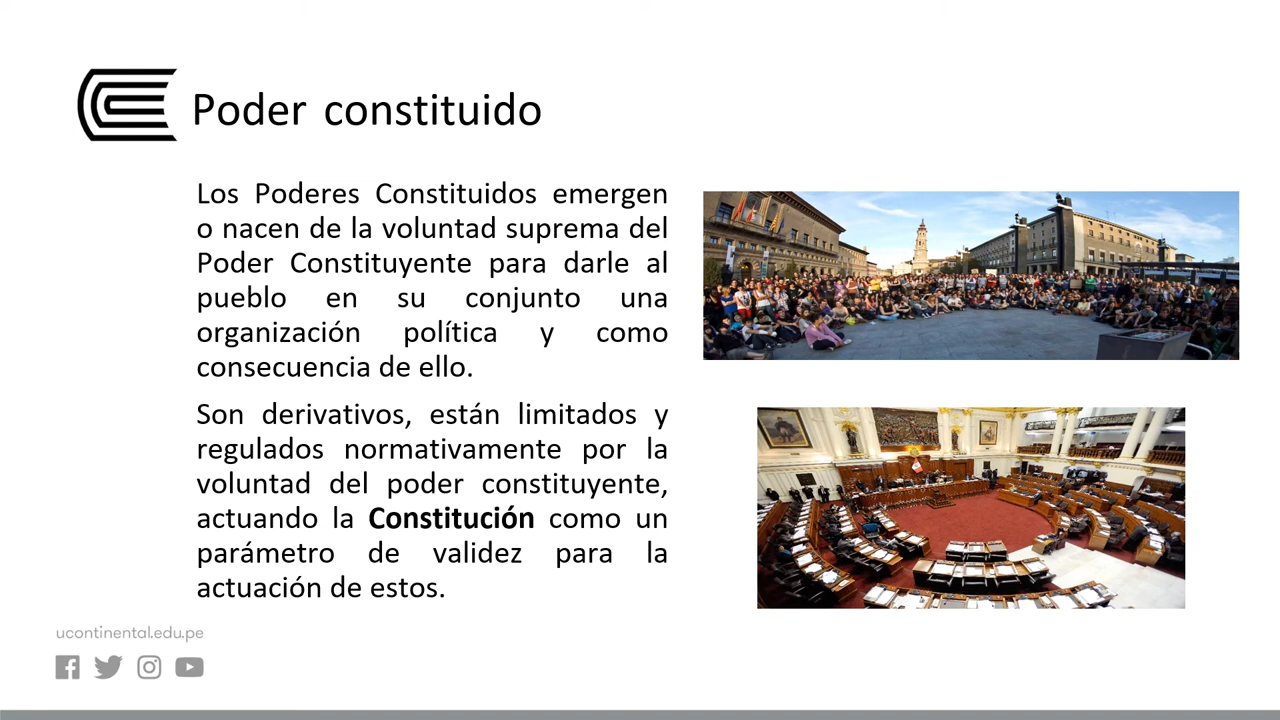 Poder constituido
Los Poderes Constituidos emergen
o nacen de la voluntad suprema del
Poder Constituyente para darle al
pueblo en su conjunto una
organización política y como
consecuencia de ello.
Son derivativos, están limitados y
regulados normativamente por la
voluntad del poder constituyente,
actuando la Constitución como un
parámetro de validez para la
actuación de estos.
ucontinental.edu.pe